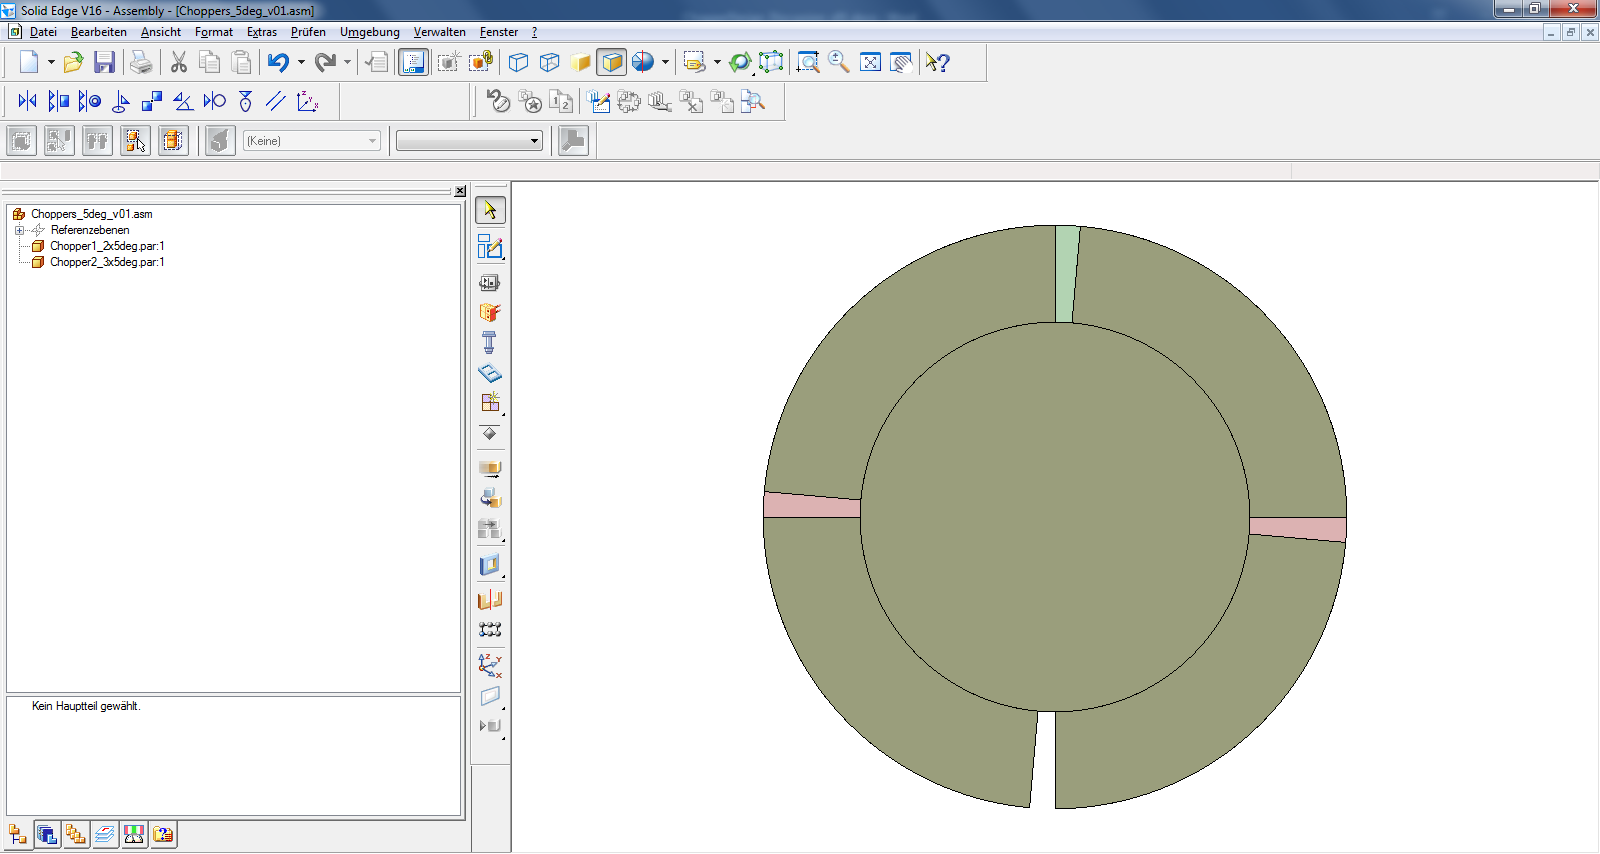 Solid Edge V16 - Assembly - [Choppers_5deg_v01.asm]
Datei Bearbeiten Ansicht Format Extras Prüfen Umgebung Verwalten Fenster ?
(Keine)
Choppers_5deg_v01.asm
Referenzebenen
Chopper1_2x5deg.par:1
Chopper2_3x5deg.par:1
Kein Hauptteil gewählt.